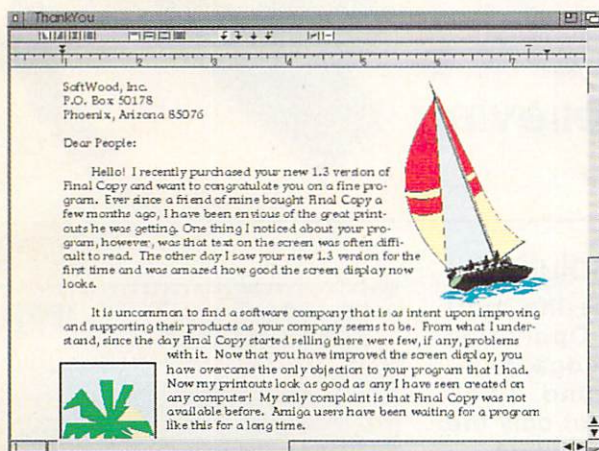 ThankYou
SoftWood, Inc.
P.O. Box 50178
Phoenix, Arizona 85076
Dear People:
Hello! I recently purchased your new 1.3 version of
Final Copy and want to congratulate you on a fine pro-
gram. Ever since a friend of mine bought Final Copy a
few months ago, I have been envious of the great print-
outs he was getting. One thing I noticed about your pro-
gram, however, was that text on the screen was often diffi-
cult to read. The other day I saw your new 1.3 version for the
first time and was amazed how good the screen display now
looks.
It is uncommon to find a software company that is as intent upon improving
and supporting their products as your company seems to be. From what I under-
stand, since the day Final Copy started selling there were few, if any, problems
with it. Now that you have improved the screen display, you
have overcome the only objection to your program that I had.
Now my printouts look as good as any I have seen created on
any computer! My only complaint is that Final Copy was not
available before. Amiga users have been waiting for a program
like this for a long time.